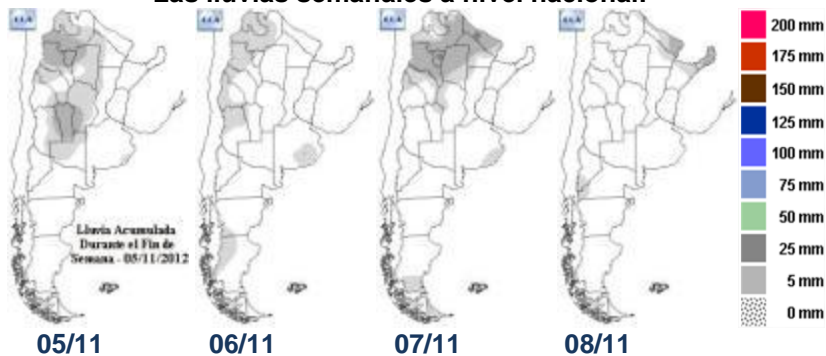 Las lluvias semanales a nivel nacional.
Lluvia Acumulada
Durante el Fin de
Semana - 05/11/2012
05/11
06/11
07/11
08/11
200 mm
175 mm
150 mm
125 mm
100 mm
75 mm
50 mm
25 mm
5 mm
0 mm